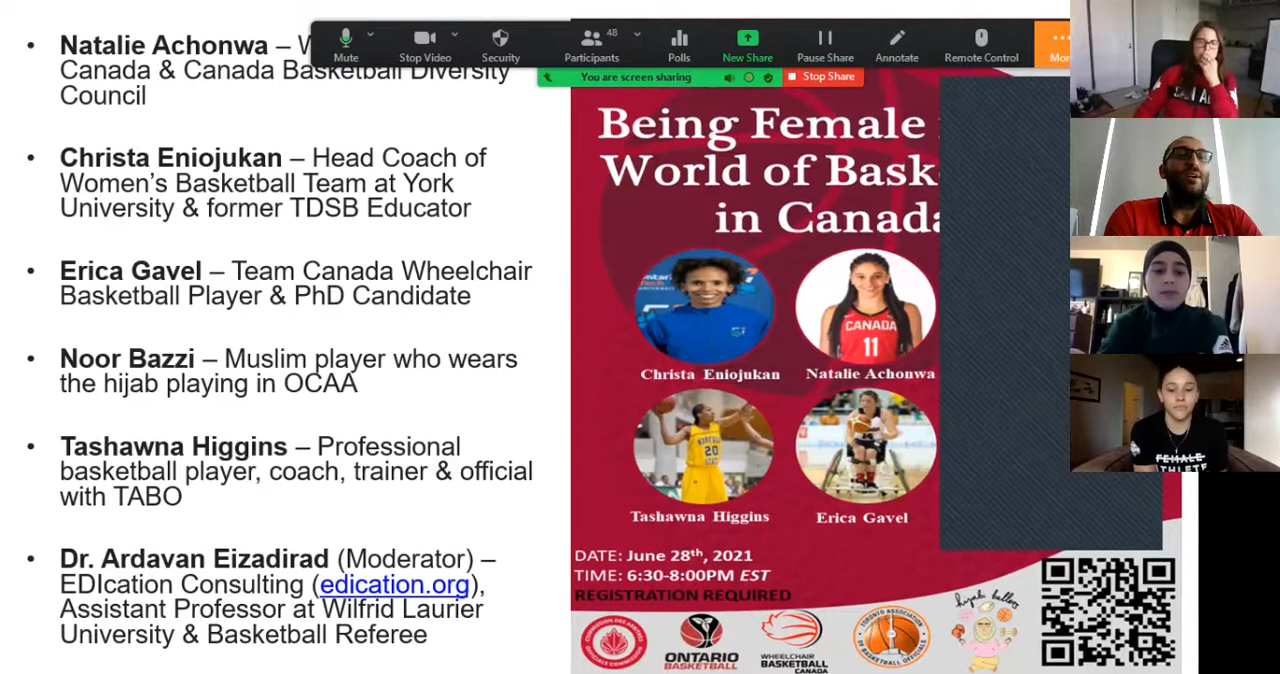 Natalie Achonwa –
Canada & Canada Basketball Diversity
Council
Christa Eniojukan – Head Coach of
Women's Basketball Team at York
University & former TDSB Educator
Erica Gavel – Team Canada Wheelchair
Basketball Player & PhD Candidate
Noor Bazzi – Muslim player who wears
the hijab playing in OCAA
Tashawna Higgins – Professional
basketball player, coach, trainer & official
with TABO
Dr. Ardavan Eizadirad (Moderator) –
EDIcation Consulting (edication.org),
Assistant Professor at Wilfrid Laurier
University & Basketball Referee
Mute
Stop Video
Security
Participants 48
Polls
New Share
Pause Share
Annotate
Remote Control
You are screen sharing
Stop Share
Being Female
World of
in Canada
CANADA
11
Christa Eniojukan
Natalie Achonwa
20
Tashawna Higgins
Erica Gavel
DATE: June 28th, 2021
TIME: 6:30-8:00PM EST
REGISTRATION REQUIRED
ONTARIO
BASKETBALL
WHEELCHAIR
BASKETBALL
CANADA
hijabi ballers
FEMALE